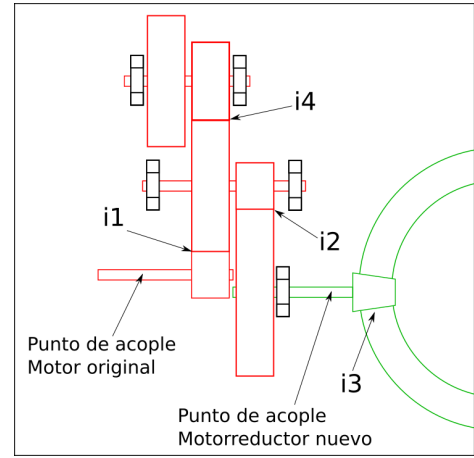 i4
i1
i2
Punto de acople
Motor original
i3
Punto de acople
Motorreductor nuevo